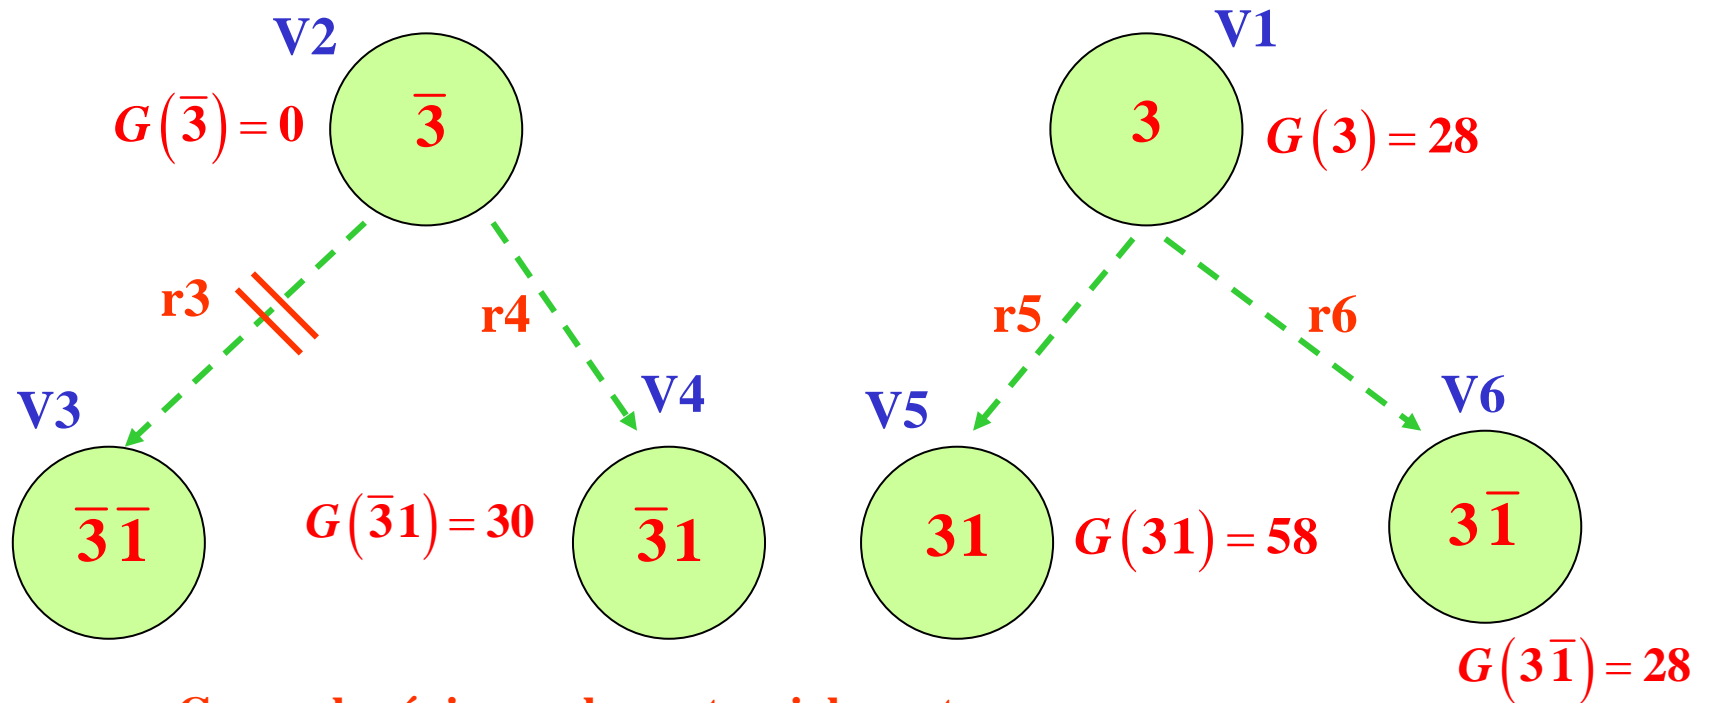 V2
V1
G(3̅) = 0
3̅
3
G(3) = 28
r3
r4
r5
r6
V3
V4
V5
V6
3̅ 1̅
G(3̅1) = 30
3̅1
31
G(31) = 58
31̅
G(31̅) = 28